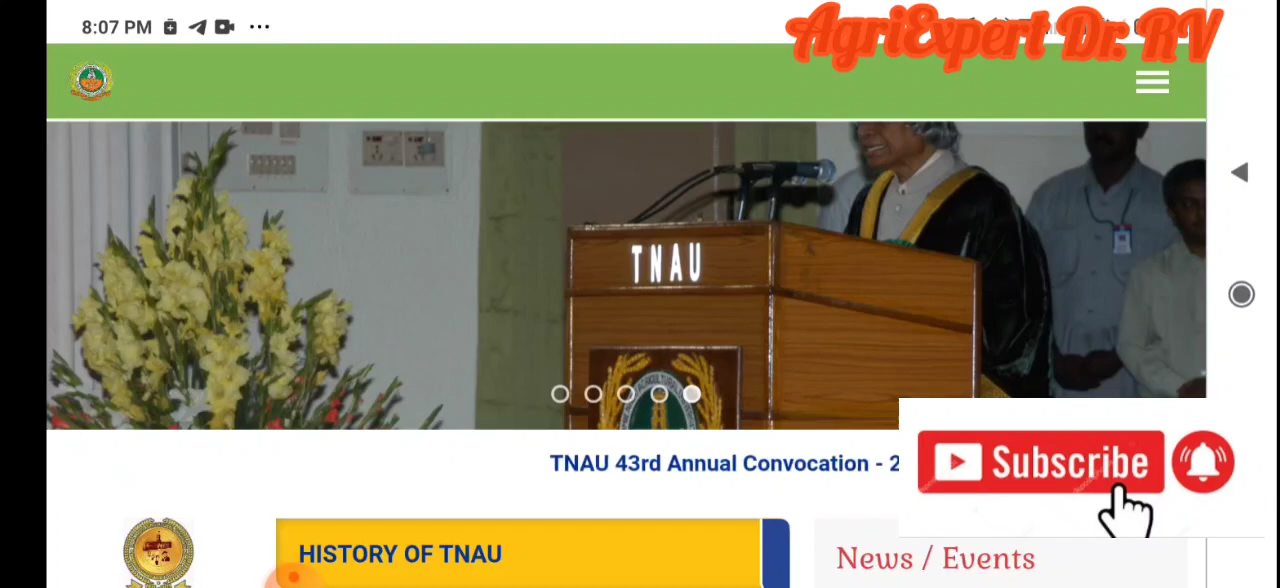 8:07 PM
AgriExpert Dr. RV
TNAU
TNAU 43rd Annual Convocation - 2
Subscribe
HISTORY OF TNAU
News / Events